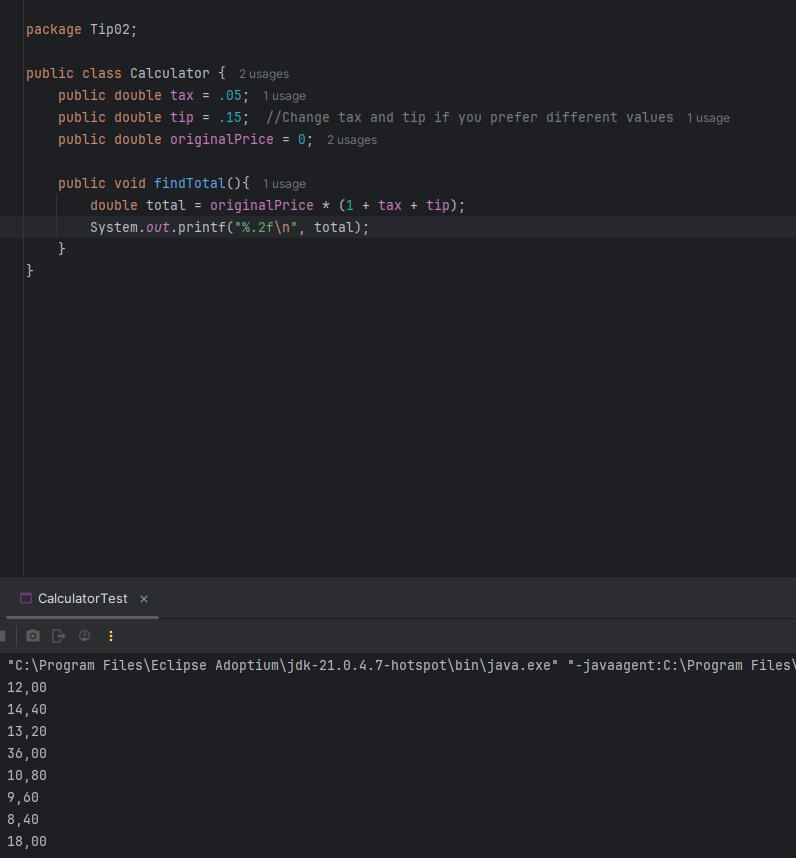 package Tip02;
public class Calculator { 2 usages
public double tax = .05; 1 usage
public double tip = .15; //Change tax and tip if you prefer different values 1 usage
public double originalPrice = 0; 2 usages
public void findTotal(){ 1 usage
double total = originalPrice * (1 + tax + tip);
System.out.printf("%.2f\n", total);
}
}
CalculatorTest ×
"C:\Program Files\Eclipse Adoptium\jdk-21.0.4.7-hotspot\bin\java.exe" "-javaagent:C:\Program Files\
12,00
14,40
13,20
36,00
10,80
9,60
8,40
18,00